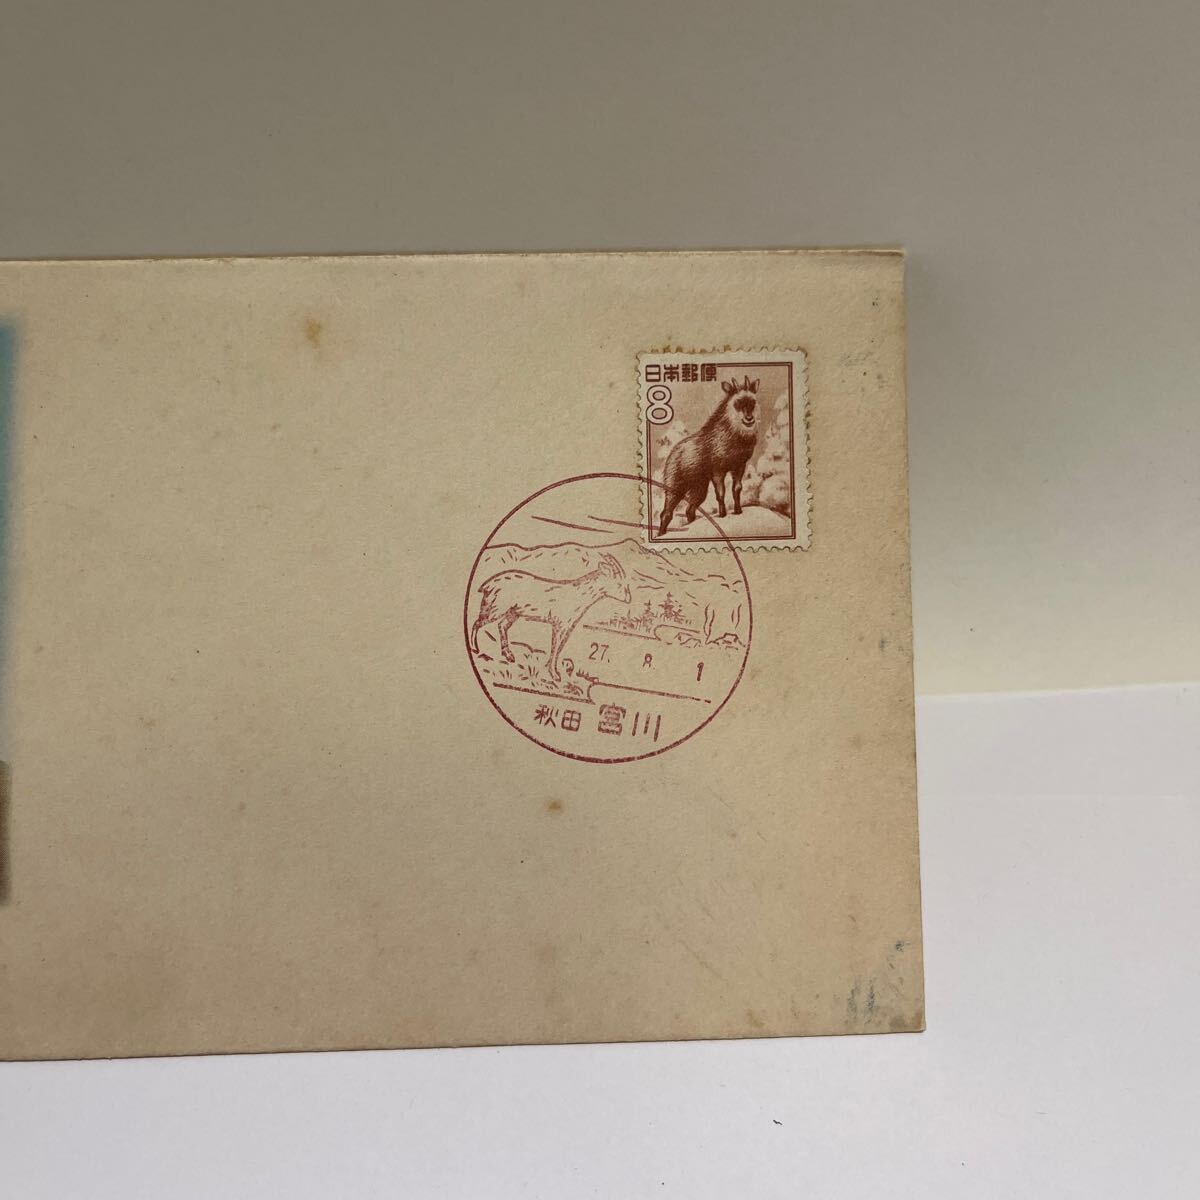 日本郵便
8
27. 8. 1
秋田 宮川